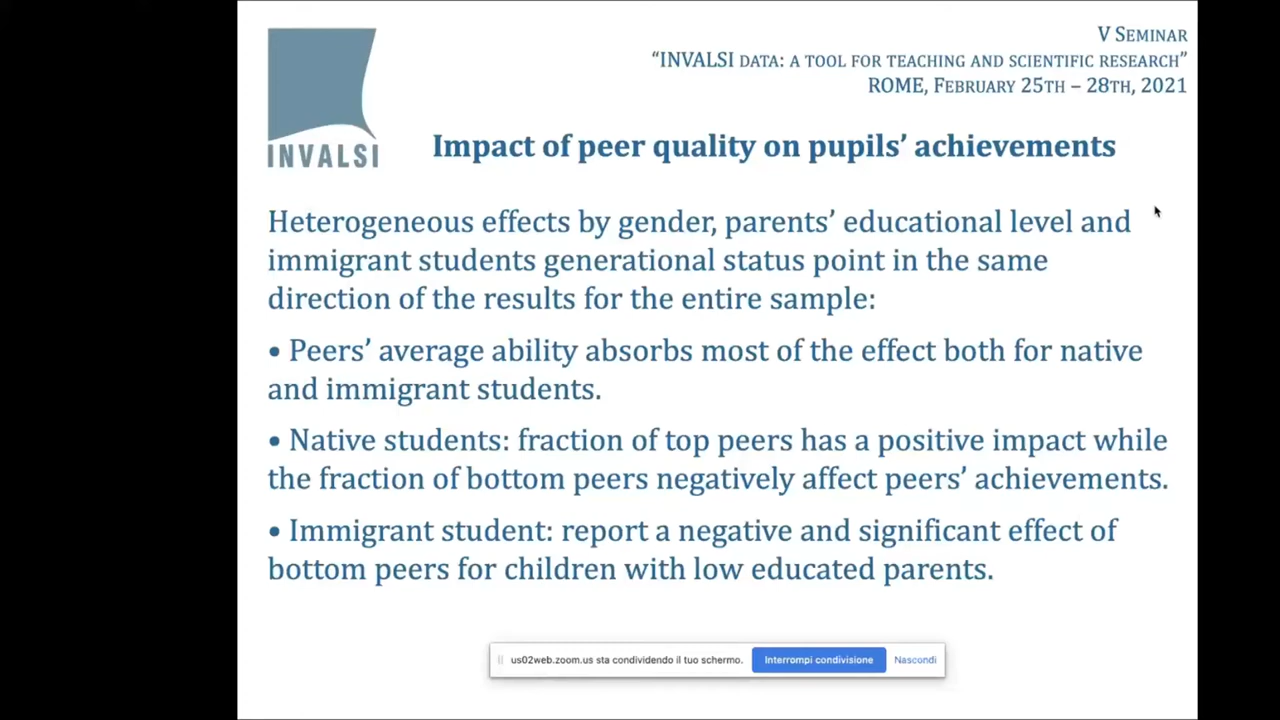 V SEMINAR
“INVALSI DATA: A TOOL FOR TEACHING AND SCIENTIFIC RESEARCH”
ROME, FEBRUARY 25TH – 28TH, 2021
INVALSI
Impact of peer quality on pupils’ achievements
Heterogeneous effects by gender, parents’ educational level and
immigrant students generational status point in the same
direction of the results for the entire sample:
• Peers’ average ability absorbs most of the effect both for native
and immigrant students.
• Native students: fraction of top peers has a positive impact while
the fraction of bottom peers negatively affect peers’ achievements.
• Immigrant student: report a negative and significant effect of
bottom peers for children with low educated parents.
us02web.zoom.us sta condividendo il tuo schermo. Interrompi condivisione Nascondi